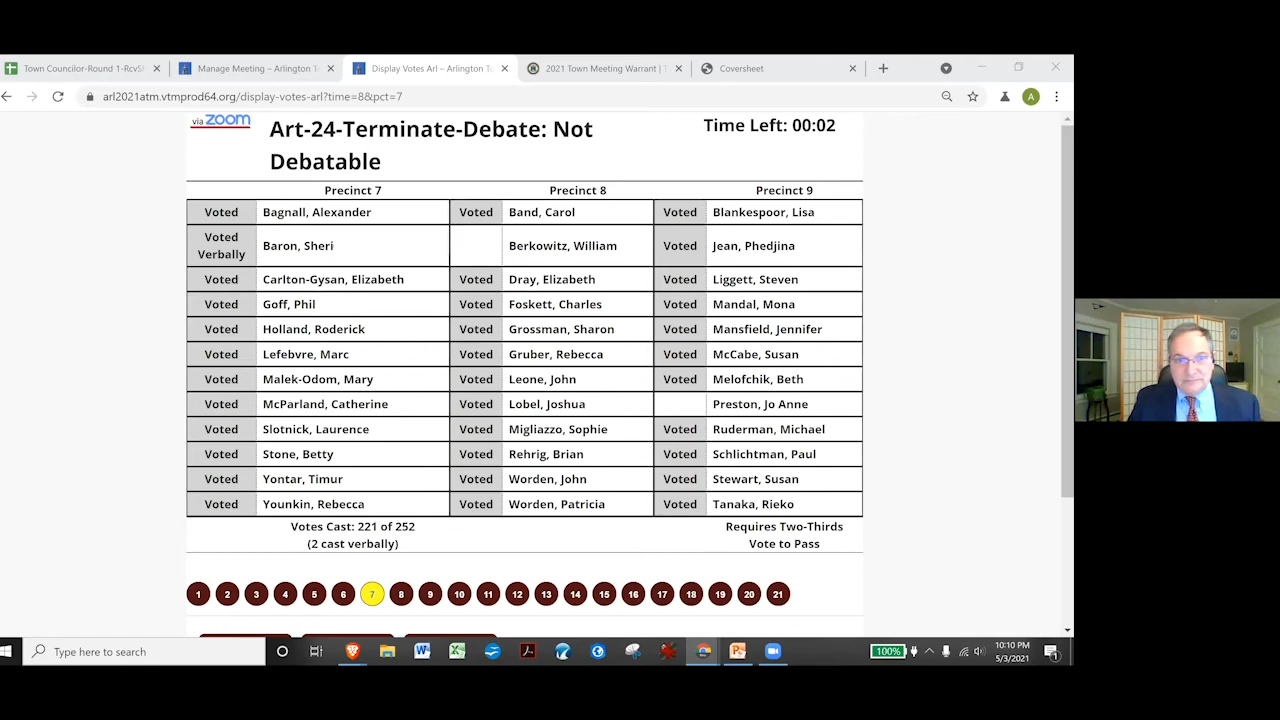 Town Councilor-Round 1-RcvSh
Manage Meeting – Arlington T
Display Votes Arl – Arlington To
2021 Town Meeting Warrant | T
Coversheet
arl2021atm.vtmprod64.org/display-votes-arl?time=8&pct=7
A
via zoom
Art-24-Terminate-Debate: Not
Debatable
Time Left: 00:02
Precinct 7 Precinct 8 Precinct 9
Voted Bagnall, Alexander Voted Band, Carol Voted Blankespoor, Lisa
Voted
Verbally
Baron, Sheri Berkowitz, William Voted Jean, Phedjina
Voted Carlton-Gysan, Elizabeth Voted Dray, Elizabeth Voted Liggett, Steven
Voted Goff, Phil Voted Foskett, Charles Voted Mandal, Mona
Voted Holland, Roderick Voted Grossman, Sharon Voted Mansfield, Jennifer
Voted Lefebvre, Marc Voted Gruber, Rebecca Voted McCabe, Susan
Voted Malek-Odom, Mary Voted Leone, John Voted Melofchik, Beth
Voted McParland, Catherine Voted Lobel, Joshua Preston, Jo Anne
Voted Slotnick, Laurence Voted Migliazzo, Sophie Voted Ruderman, Michael
Voted Stone, Betty Voted Rehrig, Brian Voted Schlichtman, Paul
Voted Yontar, Timur Voted Worden, John Voted Stewart, Susan
Voted Younkin, Rebecca Voted Worden, Patricia Voted Tanaka, Rieko
Votes Cast: 221 of 252
(2 cast verbally)
Requires Two-Thirds
Vote to Pass
1 2 3 4 5 6 7 8 9 10 11 12 13 14 15 16 17 18 19 20 21
Type here to search
100%
10:10 PM
5/3/2021
1